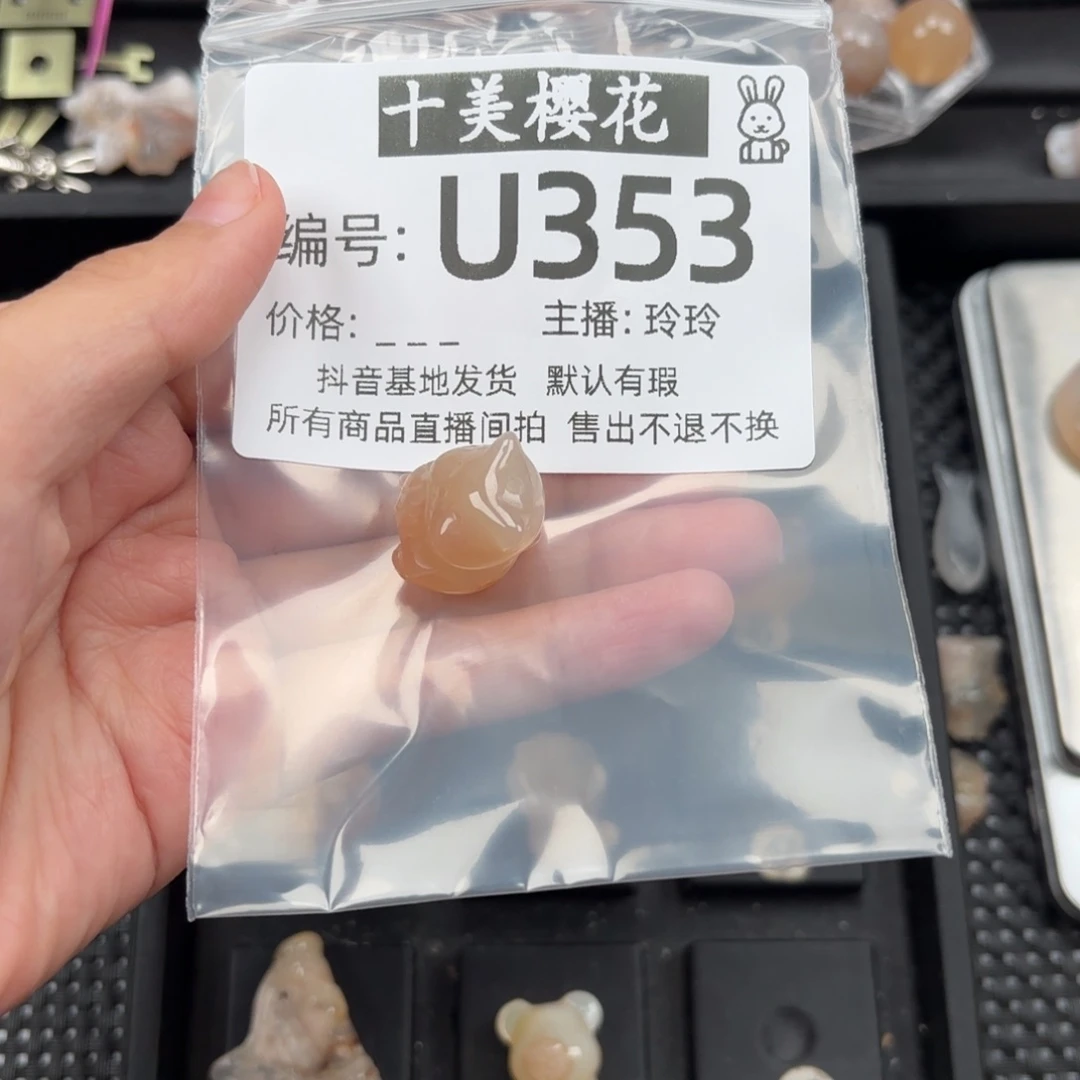 十美樱花
编号: U353
价格: _ _ _ 主播: 玲玲
抖音基地发货 默认有瑕
所有商品直播间拍 售出不退不换